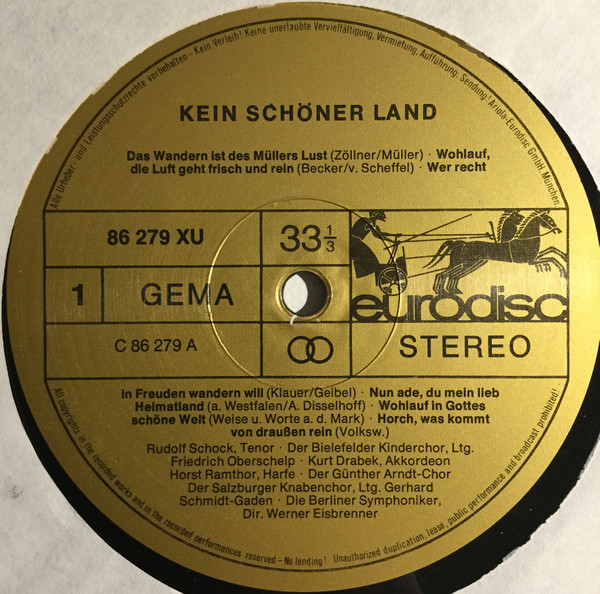 Alle Urheber- und Leistungsschutzrechte vorbehalten - Kein Verleih! Keine unerlaubte Vervielfältigung, Vermietung, Aufführung, Sendung! Ariola-Eurodisc GmbH, München.
KEIN SCHÖNER LAND
Das Wandern ist des Müllers Lust (Zöllner/Müller) · Wohlauf,
die Luft geht frisch und rein (Becker/v. Scheffel) · Wer recht
86 279 XU
33 1/3
eurodisc
1
GEMA
C 86 279 A
STEREO
in Freuden wandern will (Klauer/Geibel) · Nun ade, du mein lieb
Heimatland (a. Westfalen/A. Disselhoff) · Wohlauf in Gottes
schöne Welt (Weise u. Worte a. d. Mark) · Horch, was kommt
von draußen rein (Volksw.)
Rudolf Schock, Tenor · Der Bielefelder Kinderchor, Ltg.
Friedrich Oberschelp · Kurt Drabek, Akkordeon
Horst Ramthor, Harfe · Der Günther Arndt-Chor
Der Salzburger Knabenchor, Ltg. Gerhard
Schmidt-Gaden · Die Berliner Symphoniker,
Dir. Werner Eisbrenner
All copyrights in the recorded works and in the recorded performances reserved – No lending! Unauthorized duplication, lease, public performance and broadcast prohibited!